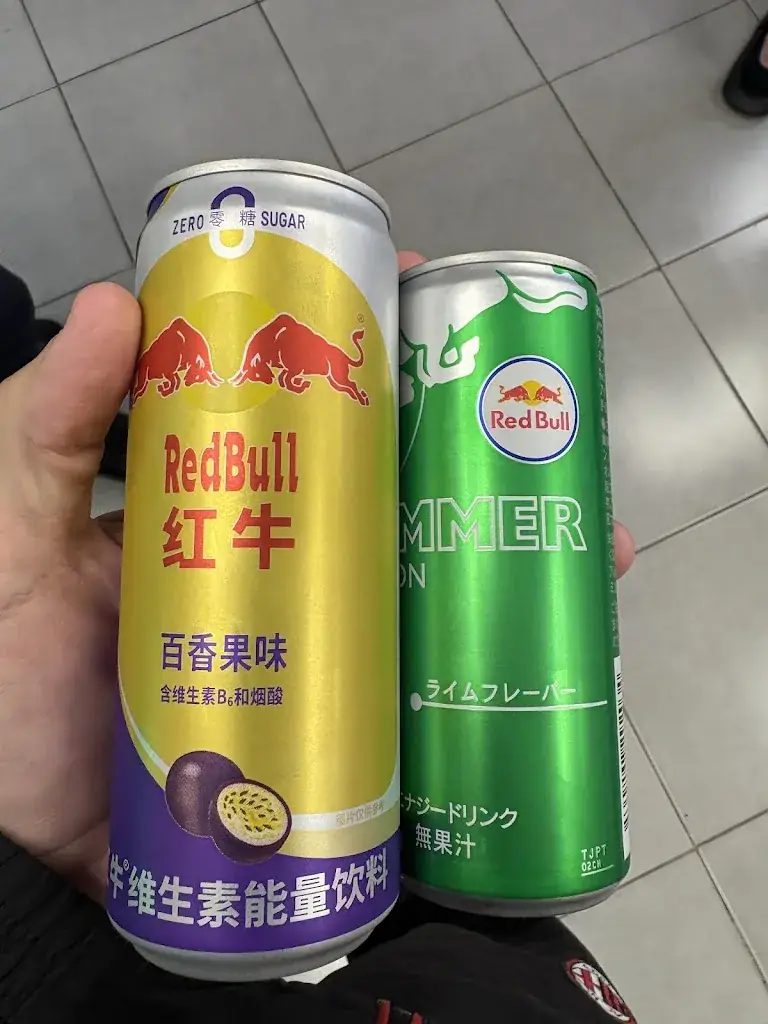 ZERO 零糖 SUGAR
®
RedBull
红牛
百香果味
含维生素B₆和烟酸
图片仅供参考
牛®维生素能量饮料
Red Bull
MMER
ON
ライムフレーバー
エナジードリンク
無果汁
TJPT
02CH